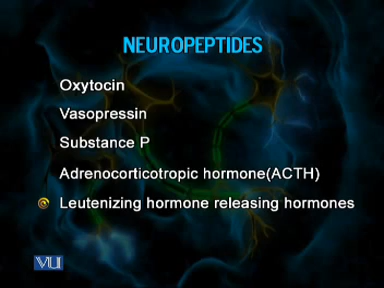 NEUROPEPTIDES
Oxytocin
Vasopressin
Substance P
Adrenocorticotropic hormone(ACTH)
Leutenizing hormone releasing hormones
VU